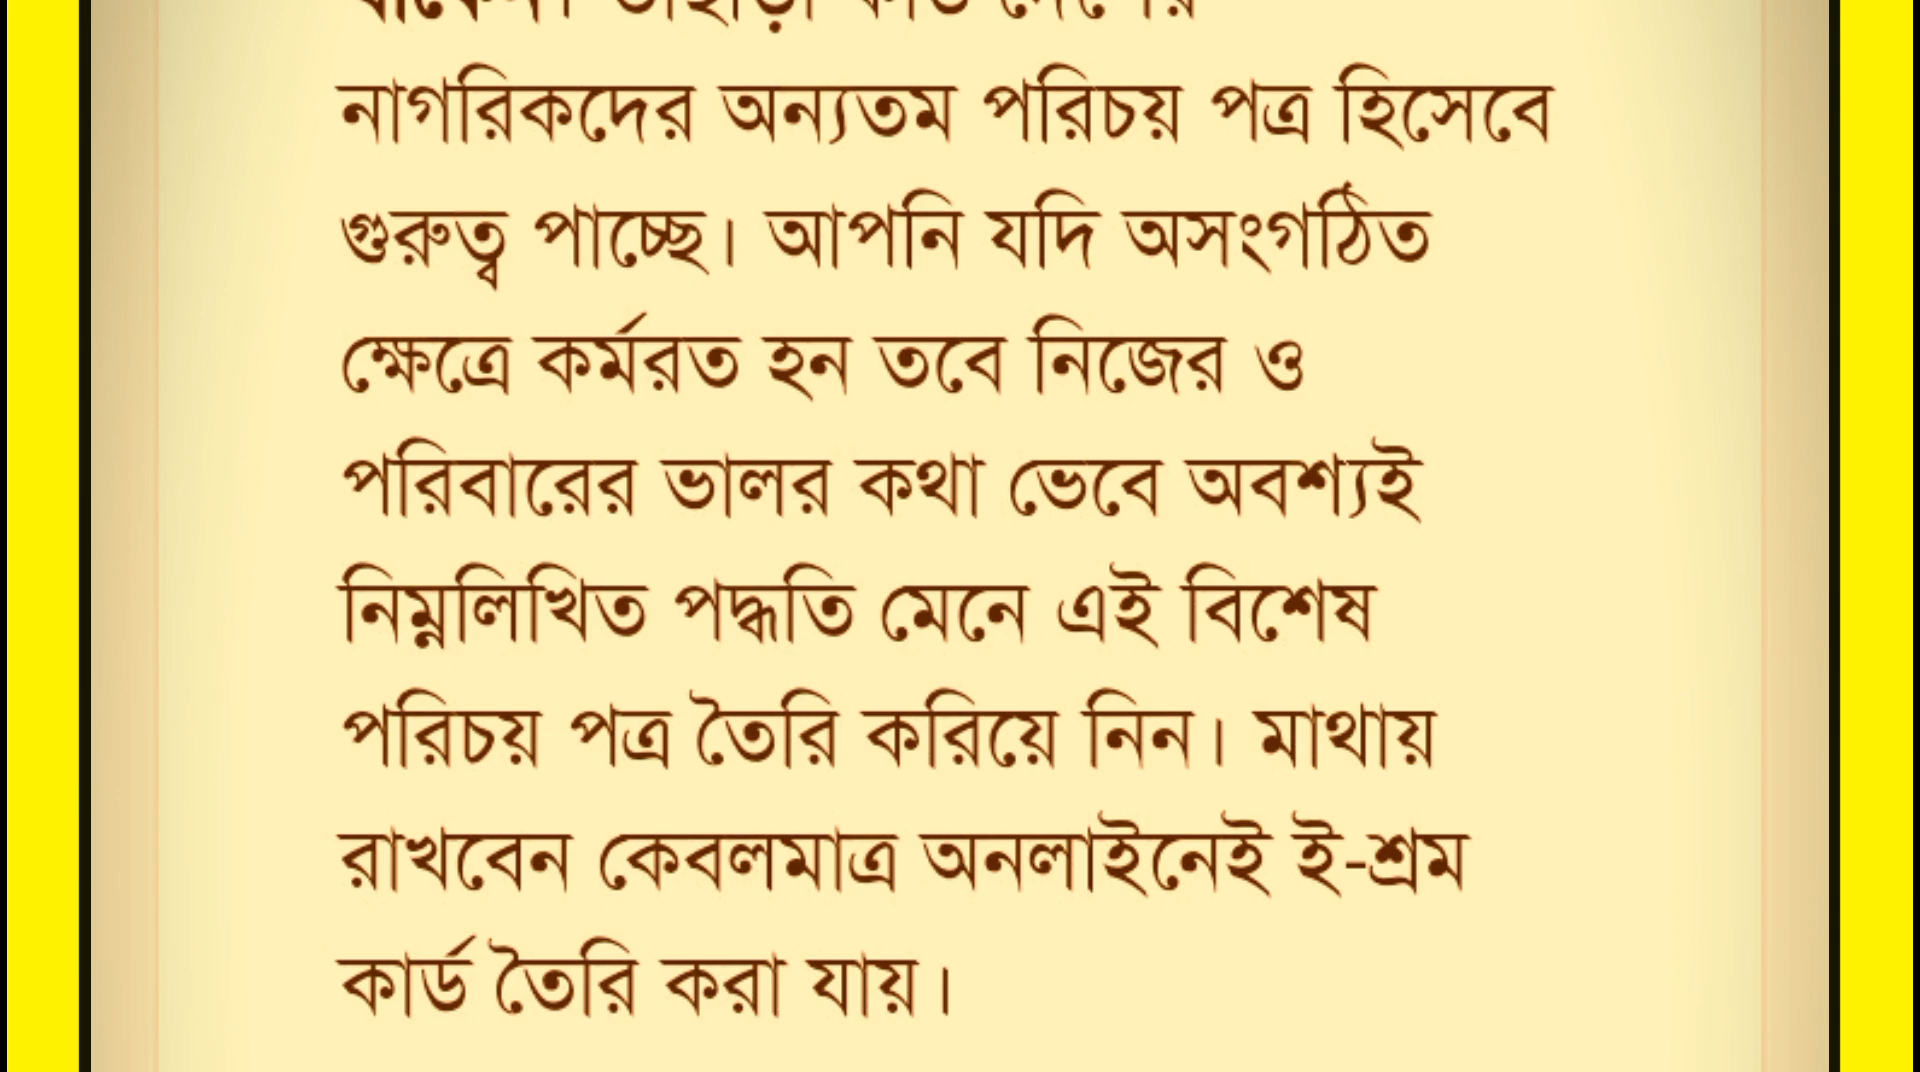 নাগরিকদের অন্যতম পরিচয় পত্র হিসেবে
গুরুত্ব পাচ্ছে। আপনি যদি অসংগঠিত
ক্ষেত্রে কর্মরত হন তবে নিজের ও
পরিবারের ভালর কথা ভেবে অবশ্যই
নিম্নলিখিত পদ্ধতি মেনে এই বিশেষ
পরিচয় পত্র তৈরি করিয়ে নিন। মাথায়
রাখবেন কেবলমাত্র অনলাইনেই ই-শ্রম
কার্ড তৈরি করা যায়।